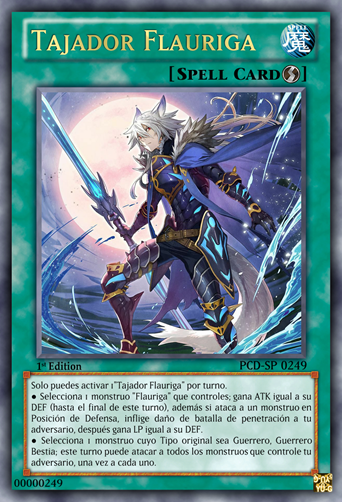 Tajador Flauriga
魔
[Spell Card]
PCD-SP 0249
1st Edition
Solo puedes activar 1"Tajador Flauriga" por turno.
● Selecciona 1 monstruo "Flauriga" que controles; gana ATK igual a su
DEF (hasta el final de este turno), además si ataca a un monstruo en
Posición de Defensa, inflige daño de batalla de penetración a tu
adversario, después gana LP igual a su DEF.
● Selecciona 1 monstruo cuyo Tipo original sea Guerrero, Guerrero
Bestia; este turno puede atacar a todos los monstruos que controle tu
adversario, una vez a cada uno.
00000249